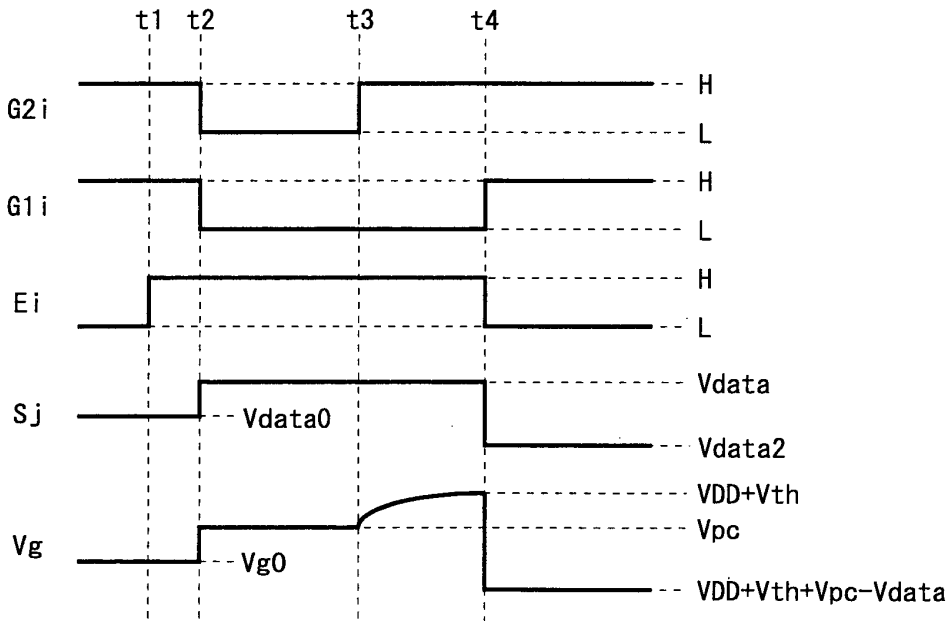 t1 t2 t3 t4
G2i
H
L
G1i
H
L
Ei
H
L
Sj
Vdata0
Vdata
Vdata2
Vg
Vg0
VDD+Vth
Vpc
VDD+Vth+Vpc-Vdata